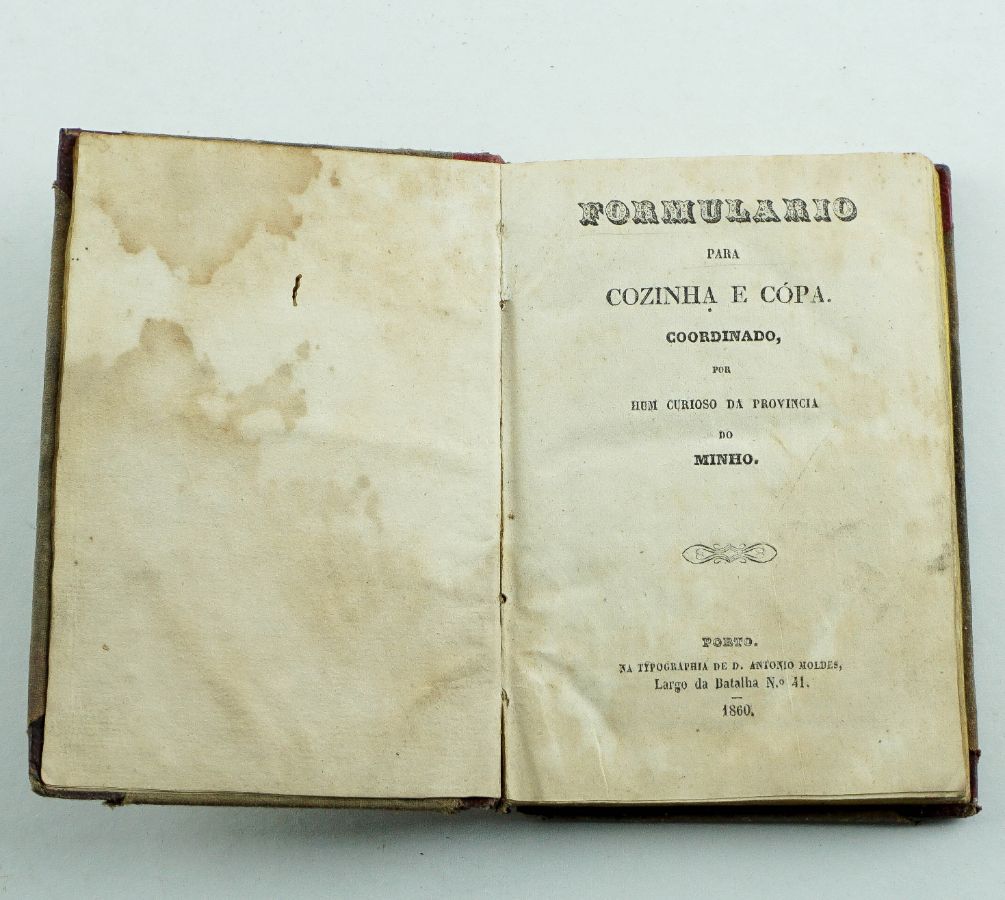 FORMULARIO
PARA
COZINHA E CÓPA.
COORDINADO,
POR
HUM CURIOSO DA PROVINCIA
DO
MINHO.
PORTO.
NA TYPOGRAPHIA DE D. ANTONIO MOLDES,
Largo da Batalha N.º 41.
1860.